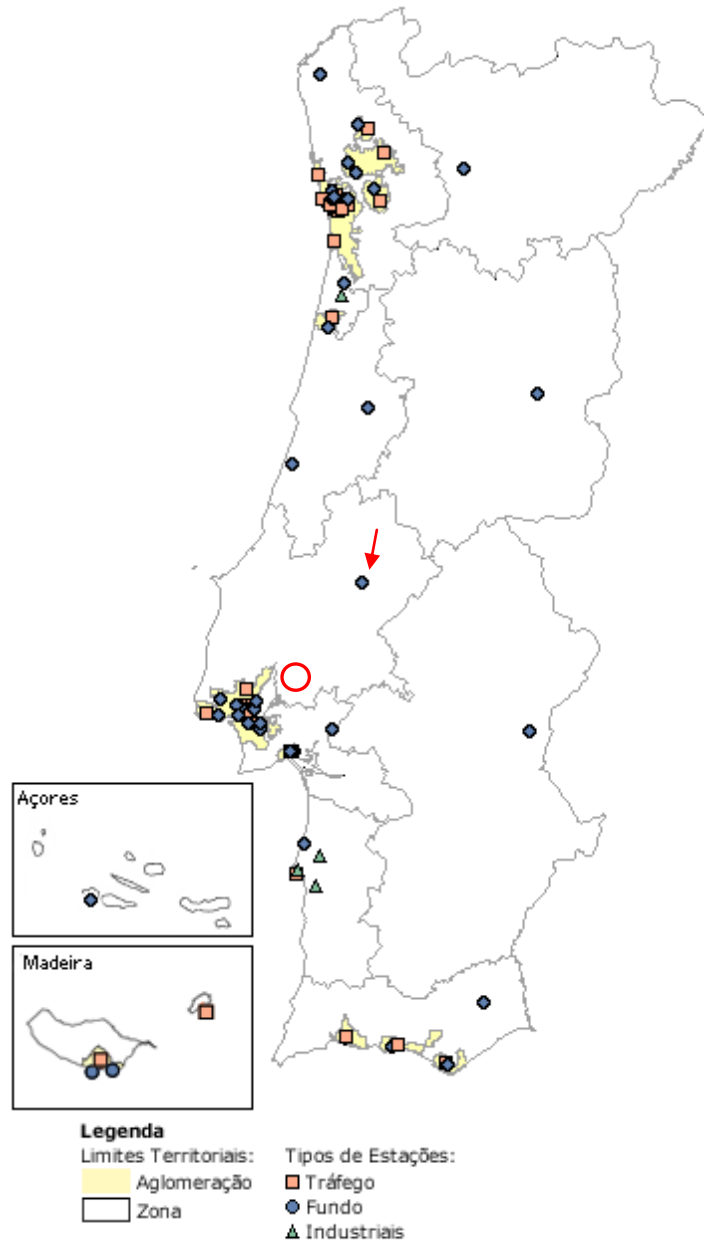 Açores
Madeira
Legenda
Limites Territoriais:
Aglomeração
Zona
Tipos de Estações:
Tráfego
Fundo
Industriais